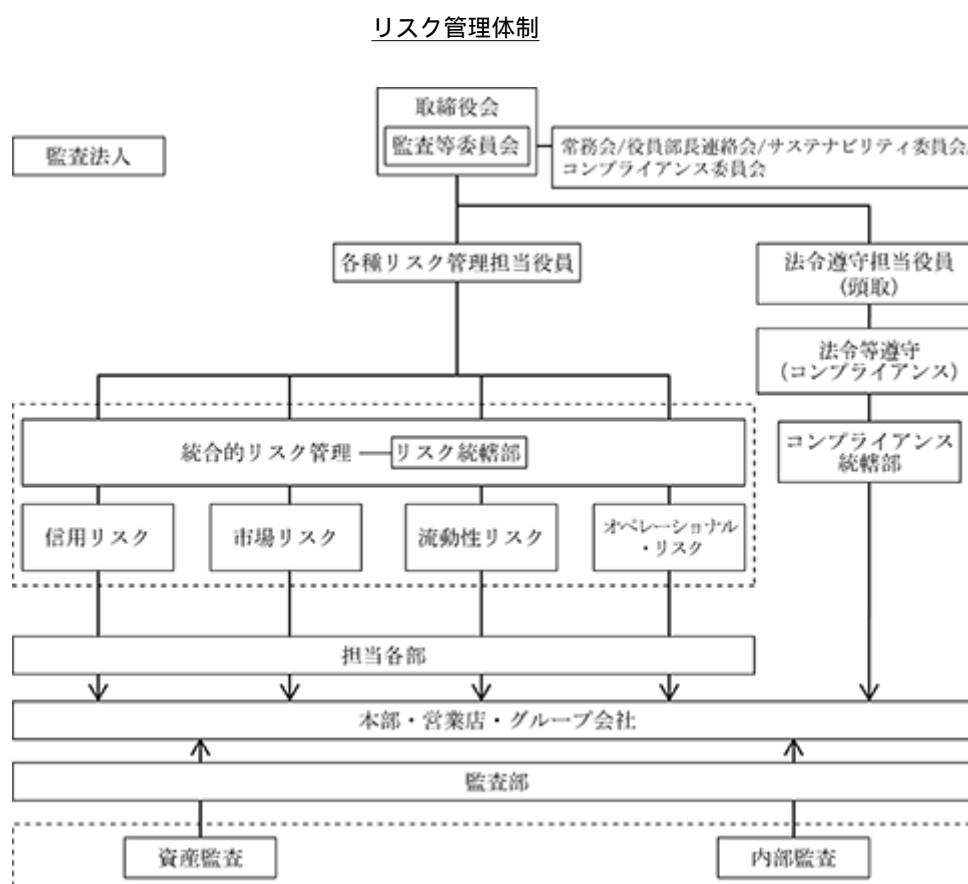 リスク管理体制
取締役会
監査等委員会
監査法人
常務会/役員部長連絡会/サステナビリティ委員会/
コンプライアンス委員会
各種リスク管理担当役員
法令遵守担当役員
(頭取)
法令等遵守
(コンプライアンス)
統合的リスク管理
リスク統轄部
コンプライアンス
統轄部
信用リスク
市場リスク
流動性リスク
オペレーショナル
・リスク
担当各部
本部・営業店・グループ会社
監査部
資産監査
内部監査